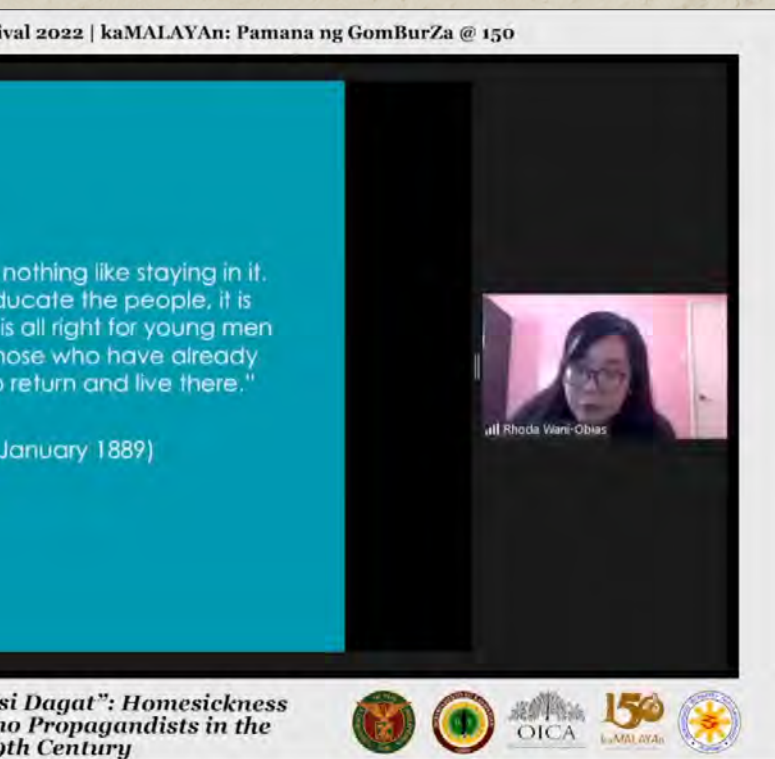 ival 2022 | kaMALAYAn: Pamana ng GomBurZa @ 150
nothing like staying in it.
ducate the people, it is
is all right for young men
hose who have already
o return and live there."
January 1889)
Rhoda Wani-Obias
si Dagat": Homesickness
no Propagandists in the
9th Century
OICA
150
kaMALAYAn